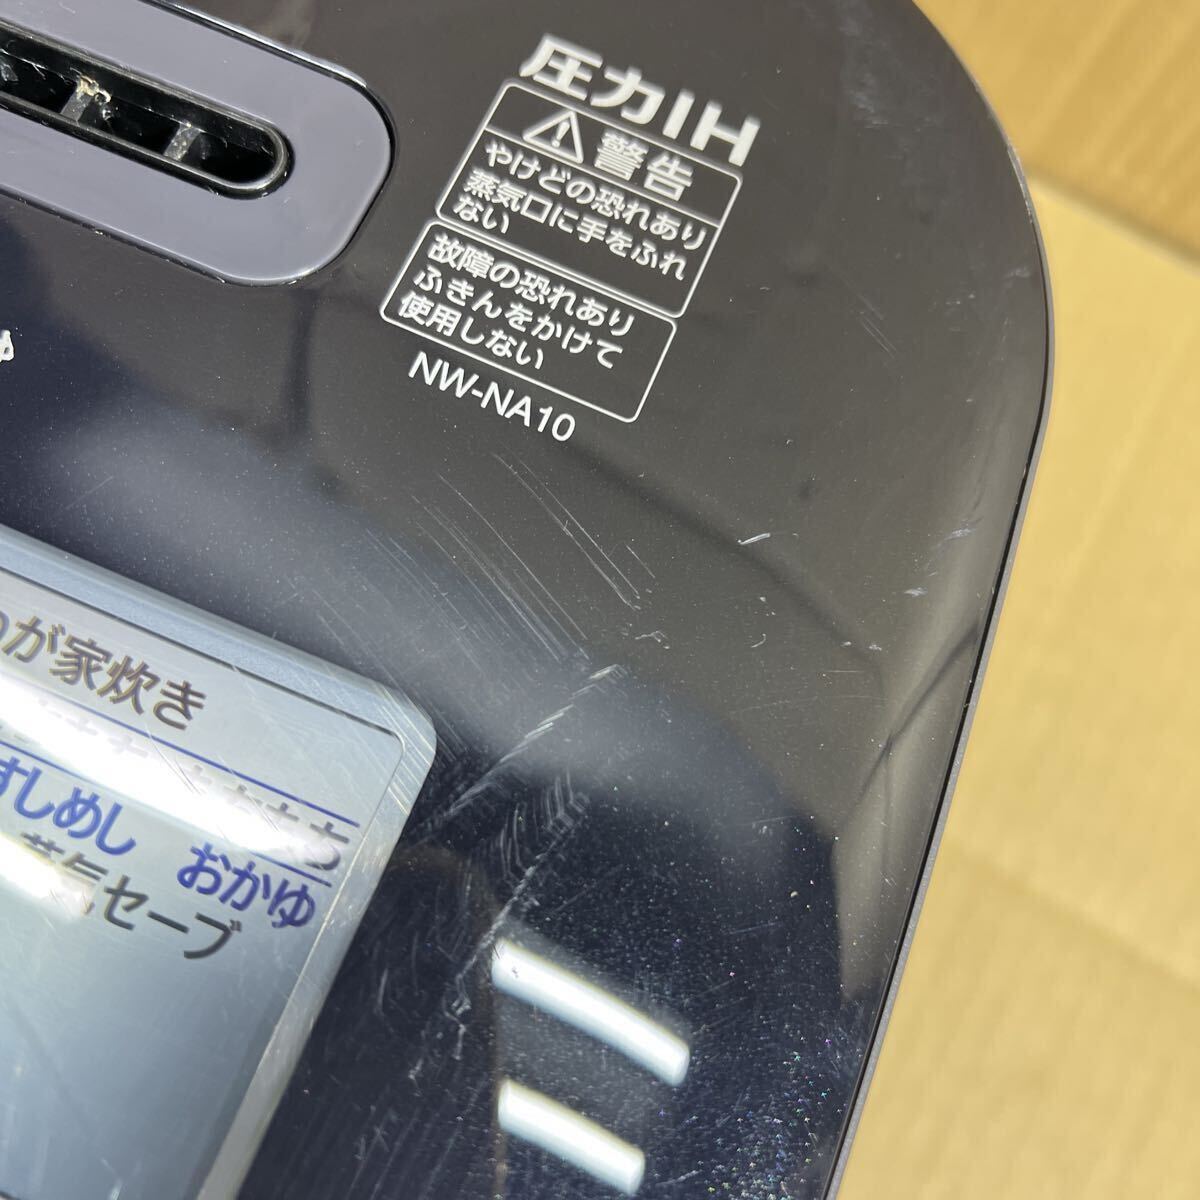 圧力IH
警告
やけどの恐れあり
蒸気口に手をふれ
ない
故障の恐れあり
ふきんをかけて
使用しない
NW-NA10
が家炊き
すしめし おかゆ
蒸気セーブ